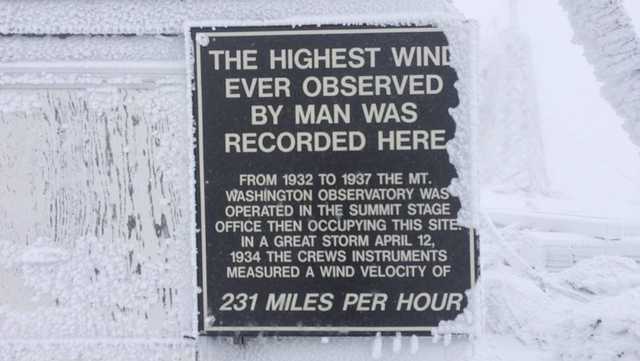 THE HIGHEST WIND
EVER OBSERVED
BY MAN WAS
RECORDED HERE
FROM 1932 TO 1937 THE MT.
WASHINGTON OBSERVATORY WAS
OPERATED IN THE SUMMIT STAGE
OFFICE THEN OCCUPYING THIS SITE.
IN A GREAT STORM APRIL 12,
1934 THE CREWS INSTRUMENTS
MEASURED A WIND VELOCITY OF
231 MILES PER HOUR